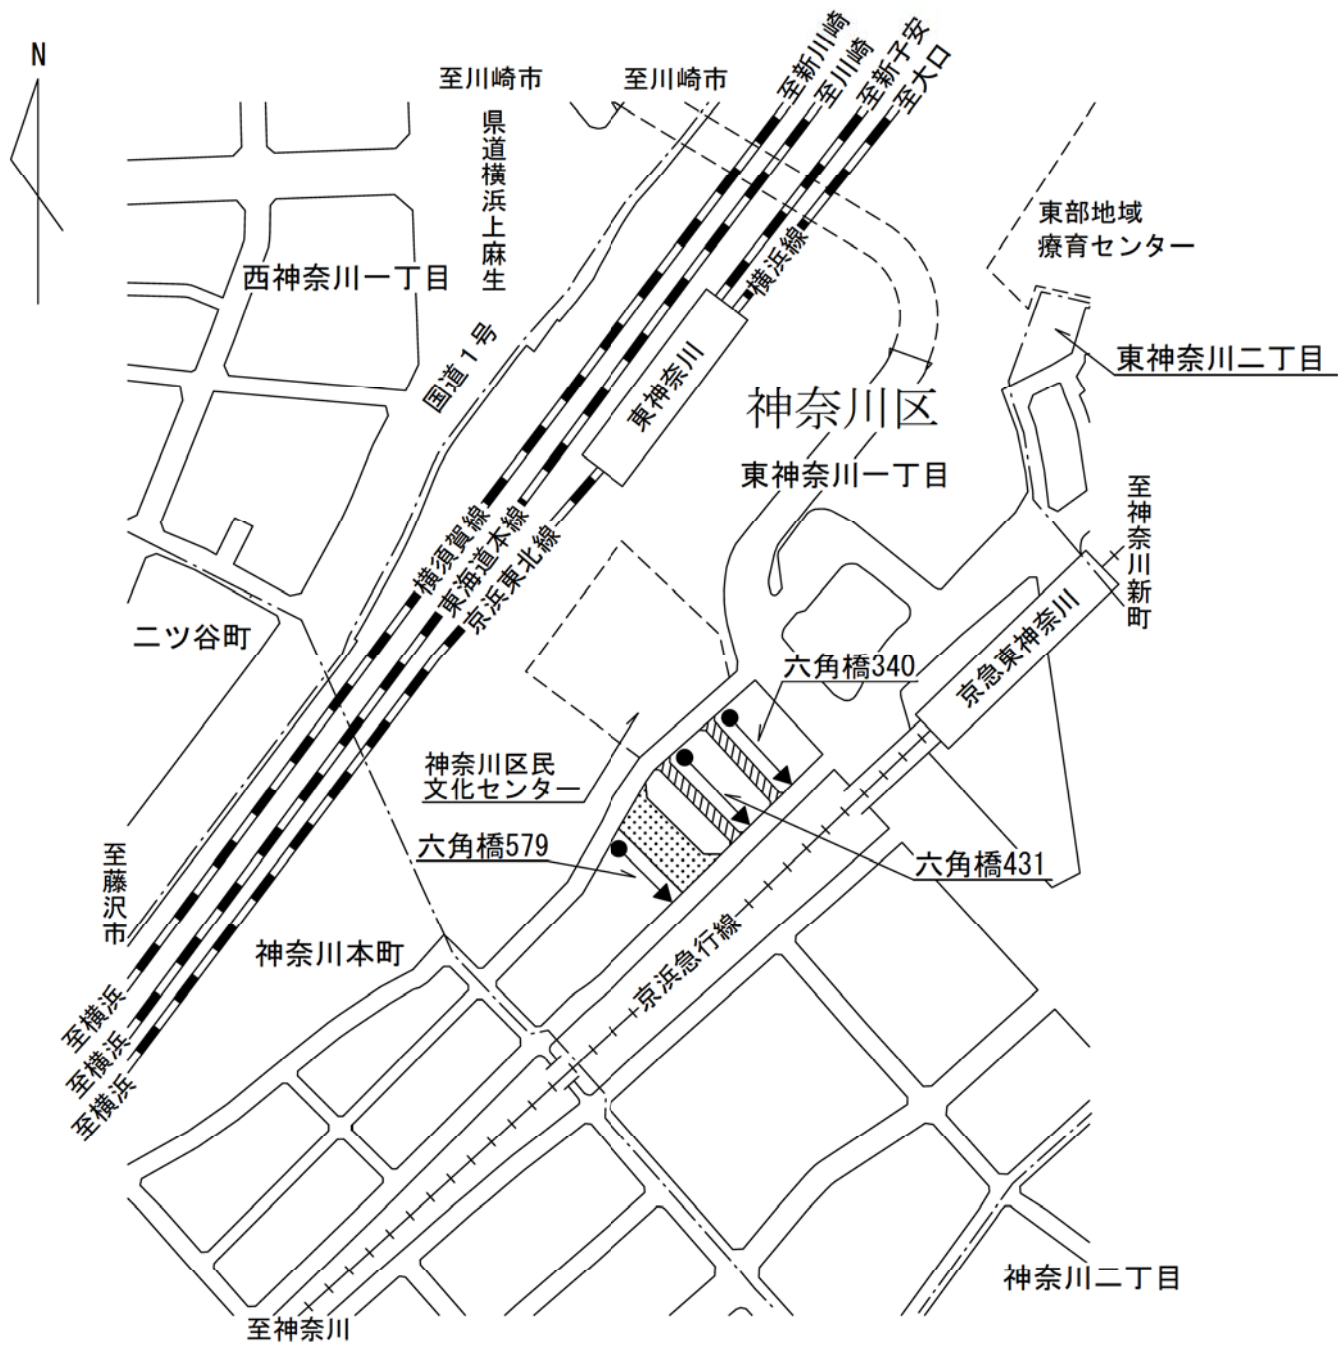 N
至川崎市
至川崎市
至新川崎
至川崎
至新子安
至大口
県道横浜上麻生
東部地域
療育センター
横浜線
西神奈川一丁目
国道1号
東神奈川
東神奈川二丁目
神奈川区
東神奈川一丁目
至神奈川新町
横須賀線
東海道本線
京浜東北線
二ツ谷町
京急東神奈川
六角橋340
神奈川区民
文化センター
六角橋579
六角橋431
至藤沢市
神奈川本町
京浜急行線
至横浜
至横浜
至横浜
神奈川二丁目
至神奈川